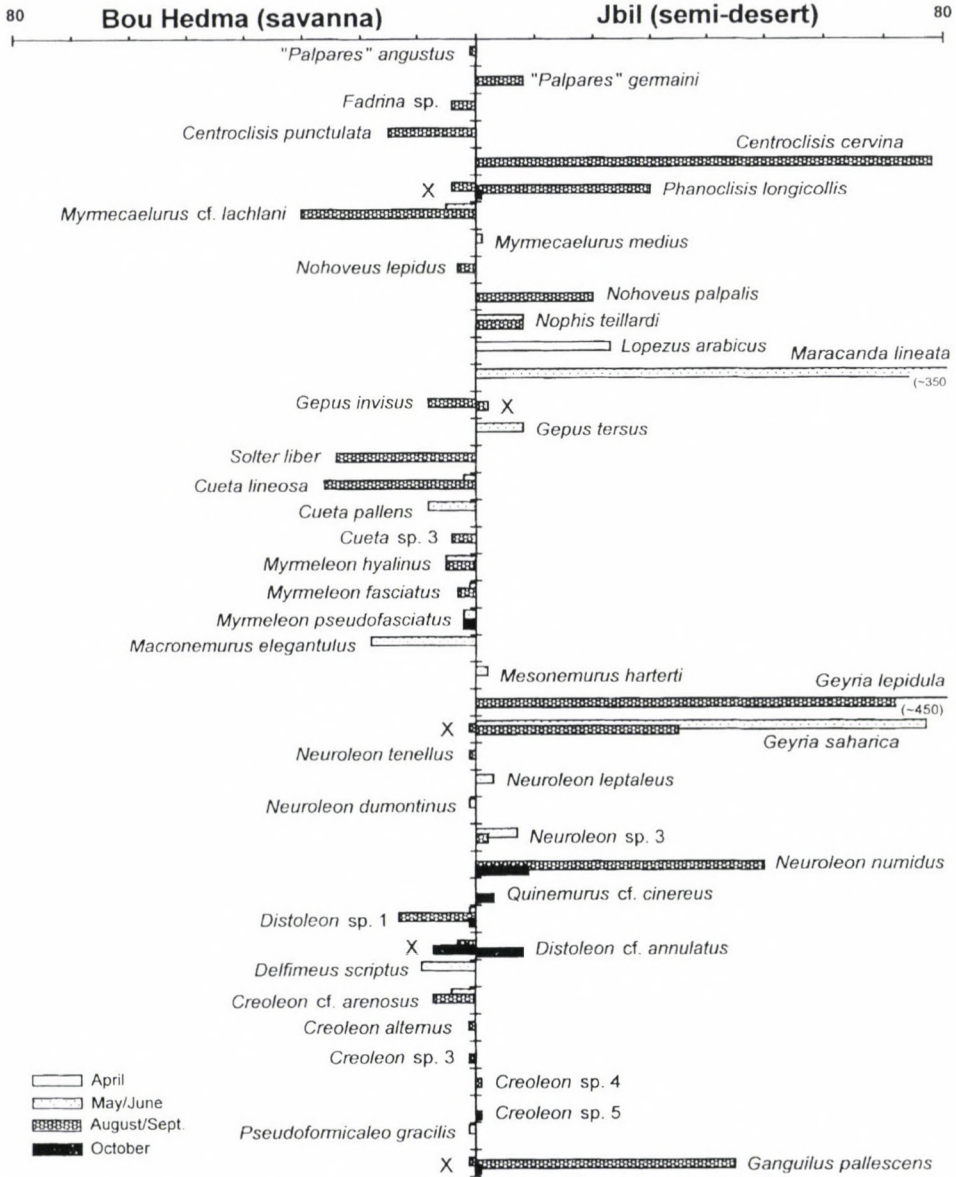 80 Bou Hedma (savanna) Jbil (semi-desert) 80
"Palpares" angustus
"Palpares" germaini
Fadrina sp.
Centroclisis punctulata
Centroclisis cervina
X Phanoclisis longicollis
Myrmecaelurus cf. lachlani
Myrmecaelurus medius
Nohoveus lepidus
Nohoveus palpalis
Nophis teillardi
Lopezus arabicus
Maracanda lineata
(~350
Gepus invisus X
Gepus tersus
Solter liber
Cueta lineosa
Cueta pallens
Cueta sp. 3
Myrmeleon hyalinus
Myrmeleon fasciatus
Myrmeleon pseudofasciatus
Macronemurus elegantulus
Mesonemurus harterti
Geyria lepidula
(~450)
X Geyria saharica
Neuroleon tenellus
Neuroleon leptaleus
Neuroleon dumontinus
Neuroleon sp. 3
Neuroleon numidus
Quinemurus cf. cinereus
Distoleon sp. 1
X Distoleon cf. annulatus
Delfimeus scriptus
Creoleon cf. arenosus
Creoleon alternus
Creoleon sp. 3
Creoleon sp. 4
Creoleon sp. 5
Pseudoformicaleo gracilis
X Ganguilus pallescens
April
May/June
August/Sept.
October